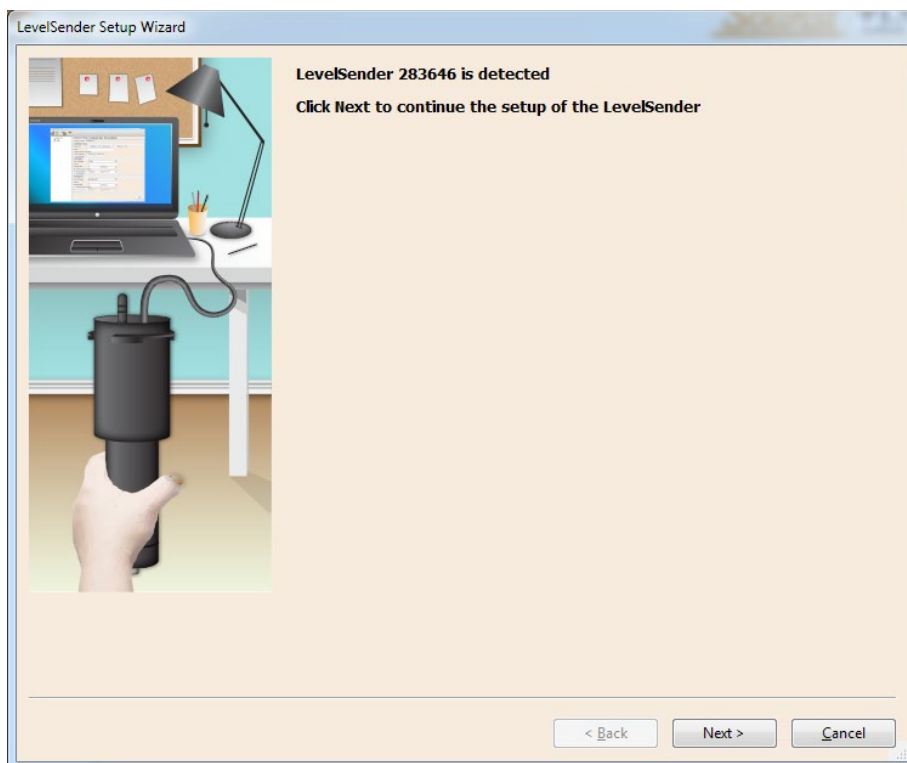 LevelSender Setup Wizard
LevelSender 283646 is detected
Click Next to continue the setup of the LevelSender
< Back
Next >
Cancel